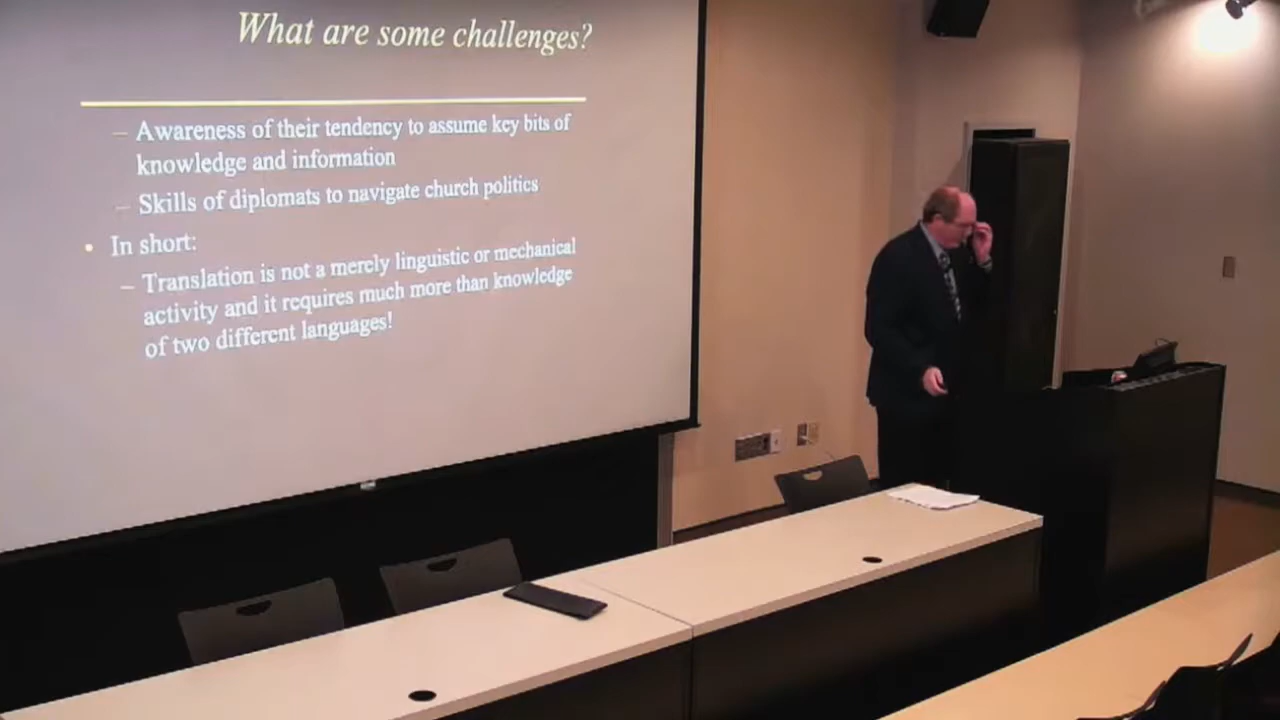 What are some challenges?
– Awareness of their tendency to assume key bits of
knowledge and information
– Skills of diplomats to navigate church politics
• In short:
– Translation is not a merely linguistic or mechanical
activity and it requires much more than knowledge
of two different languages!